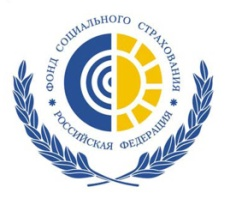 ФОНД СОЦИАЛЬНОГО СТРАХОВАНИЯ
РОССИЙСКАЯ ФЕДЕРАЦИЯ